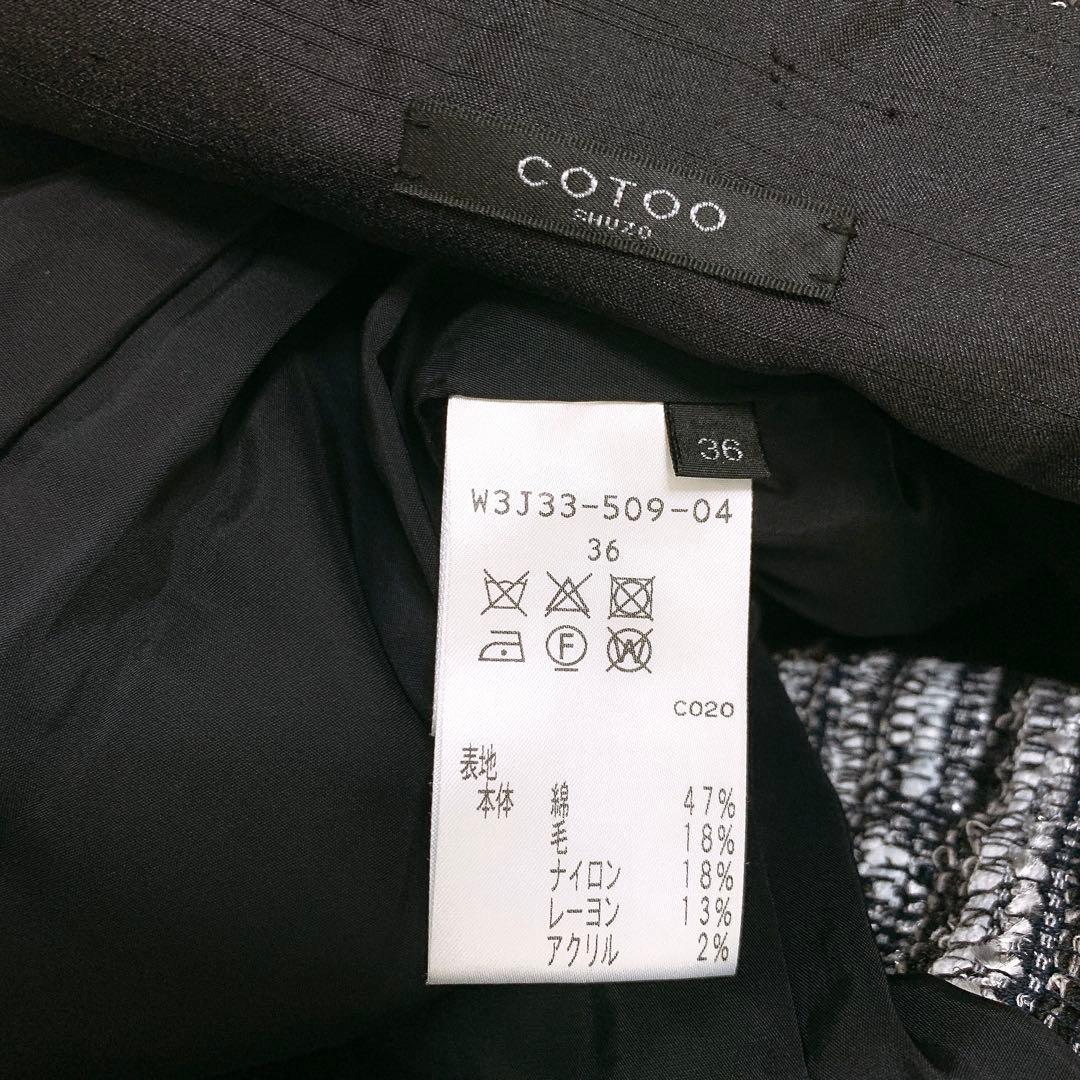 COTOO
SHUZO
36
W3J33-509-04
36
F
W
C020
表地
本体 綿 47%
毛 18%
ナイロン 18%
レーヨン 13%
アクリル 2%